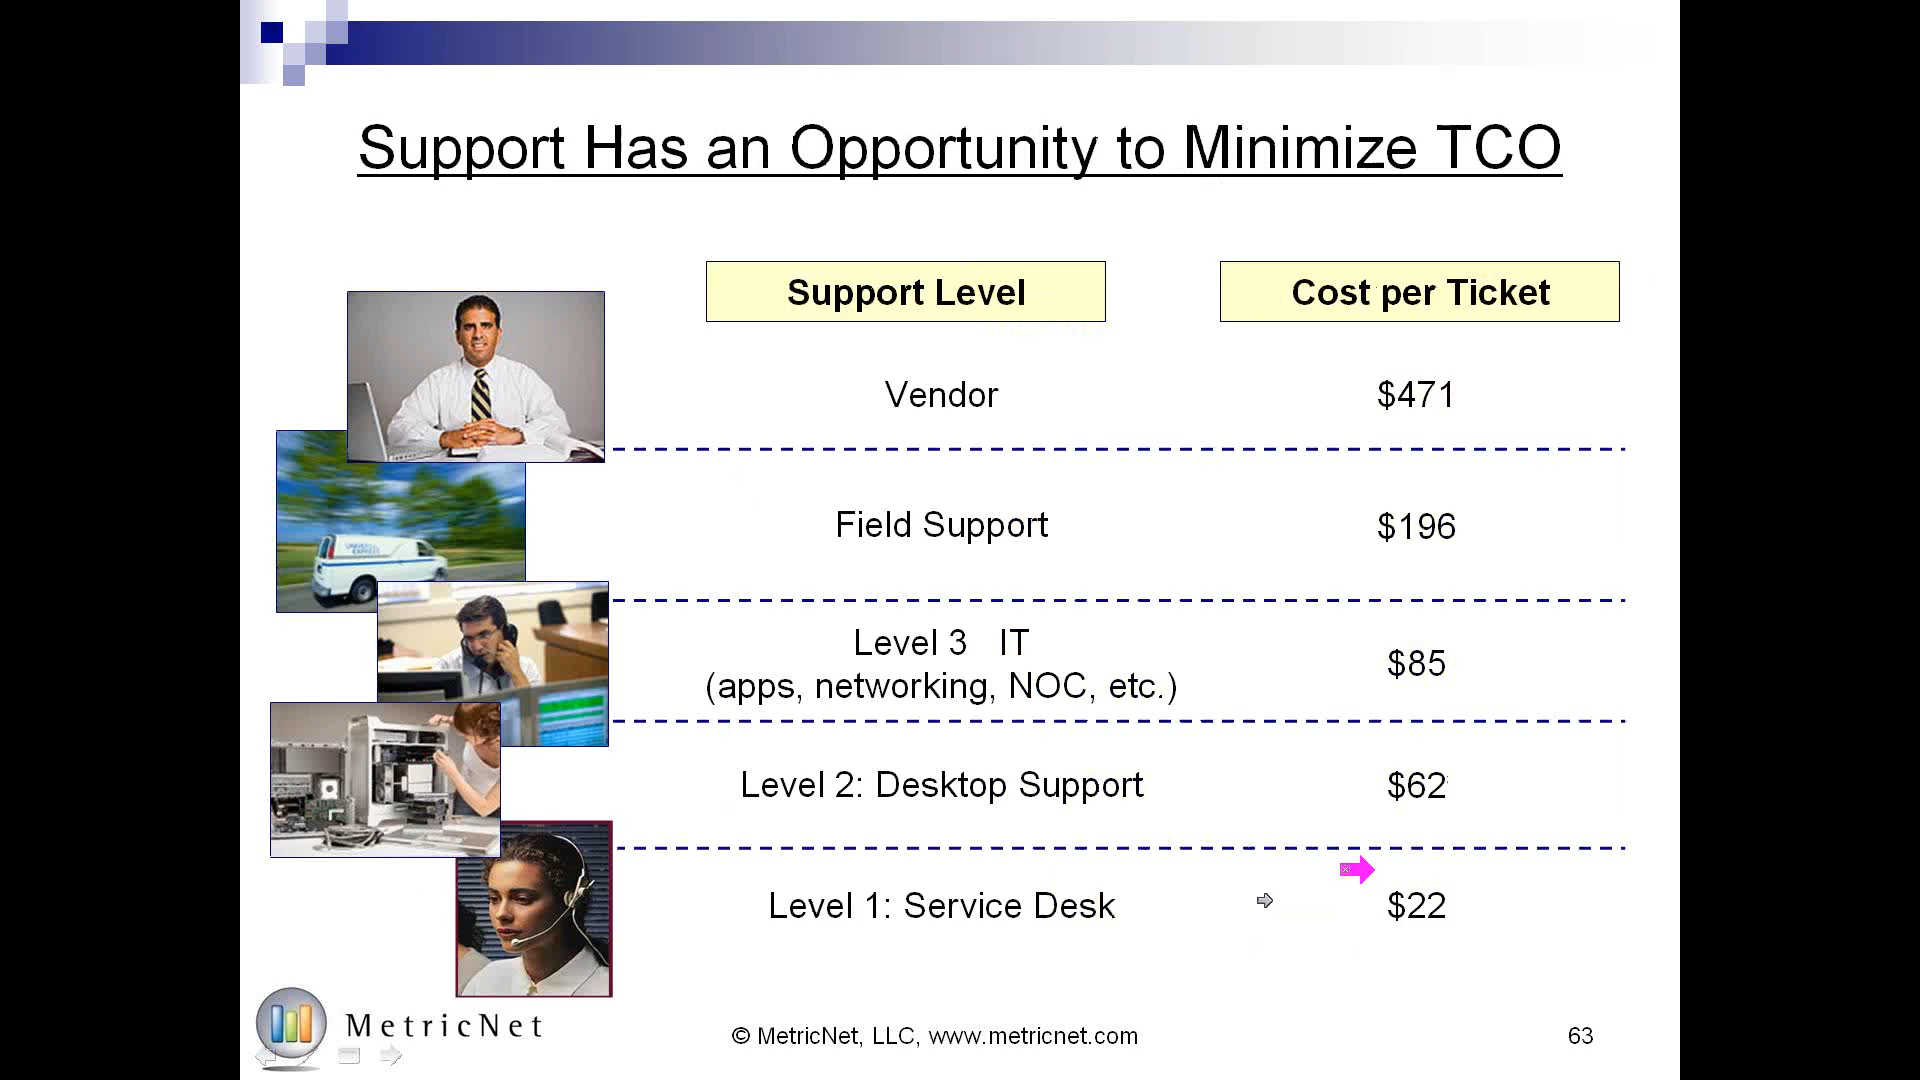 Support Has an Opportunity to Minimize TCO
Support Level
Cost per Ticket
Vendor
$471
Field Support
$196
Level 3   IT
(apps, networking, NOC, etc.)
$85
Level 2: Desktop Support
$62
Level 1: Service Desk
$22
MetricNet
© MetricNet, LLC, www.metricnet.com
63